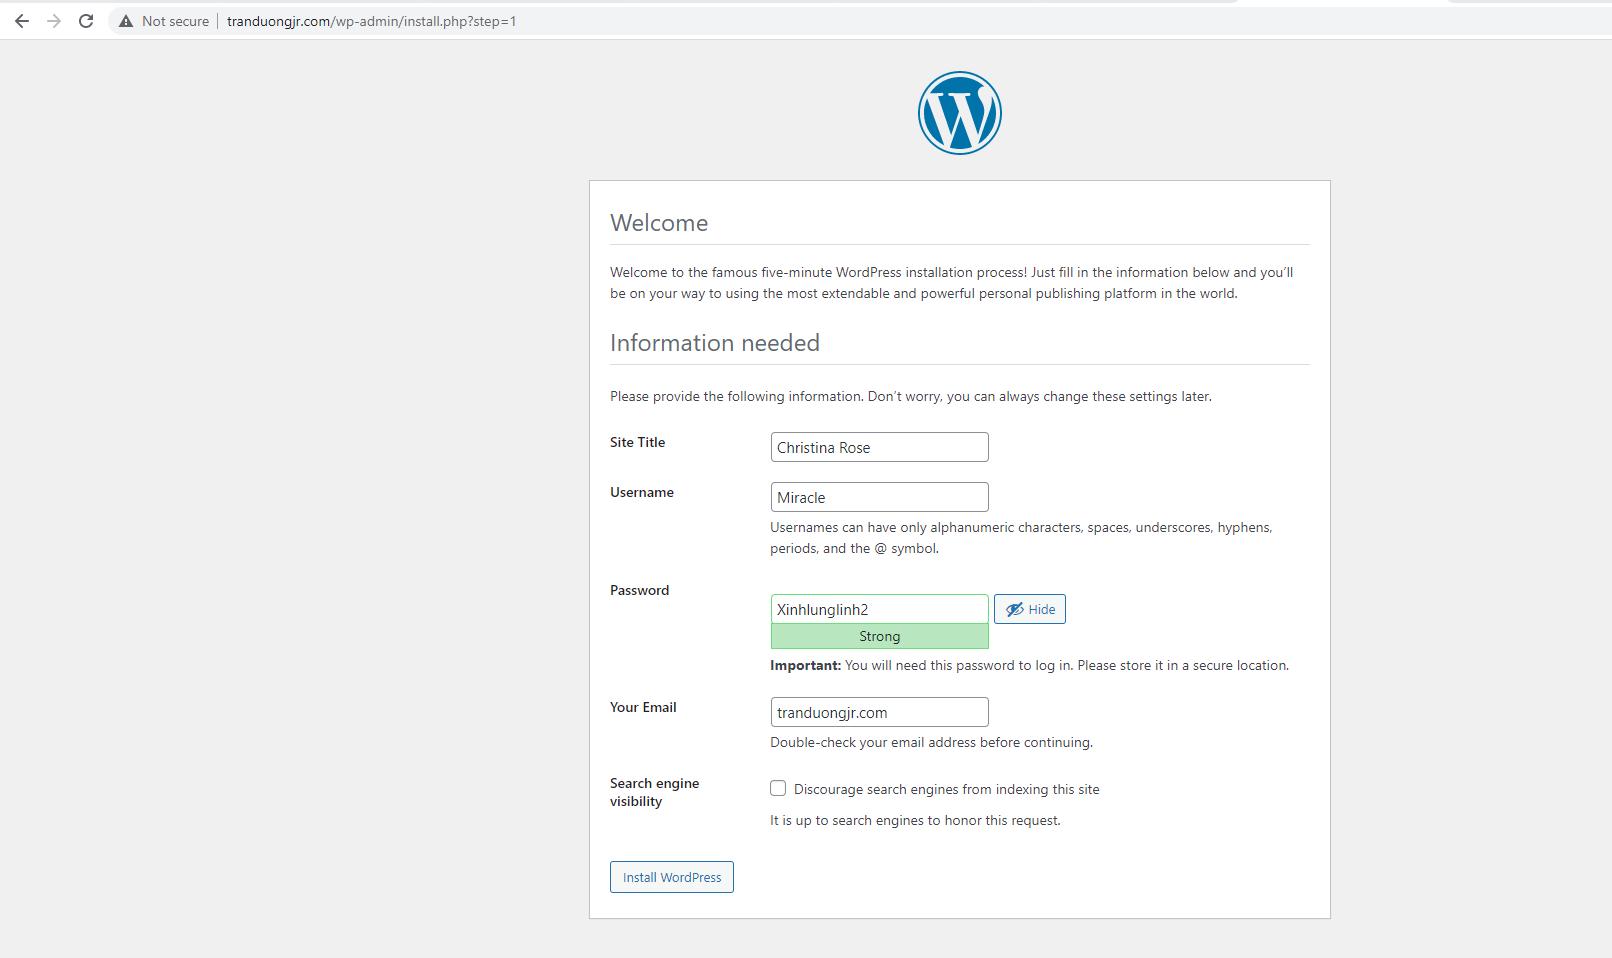 Not secure | tranduongjr.com/wp-admin/install.php?step=1
W
Welcome
Welcome to the famous five-minute WordPress installation process! Just fill in the information below and you’ll
be on your way to using the most extendable and powerful personal publishing platform in the world.
Information needed
Please provide the following information. Don’t worry, you can always change these settings later.
Site Title
Christina Rose
Username
Miracle
Usernames can have only alphanumeric characters, spaces, underscores, hyphens,
periods, and the @ symbol.
Password
Xinhlunglinh2
Hide
Strong
Important: You will need this password to log in. Please store it in a secure location.
Your Email
tranduongjr.com
Double-check your email address before continuing.
Search engine
visibility
Discourage search engines from indexing this site
It is up to search engines to honor this request.
Install WordPress